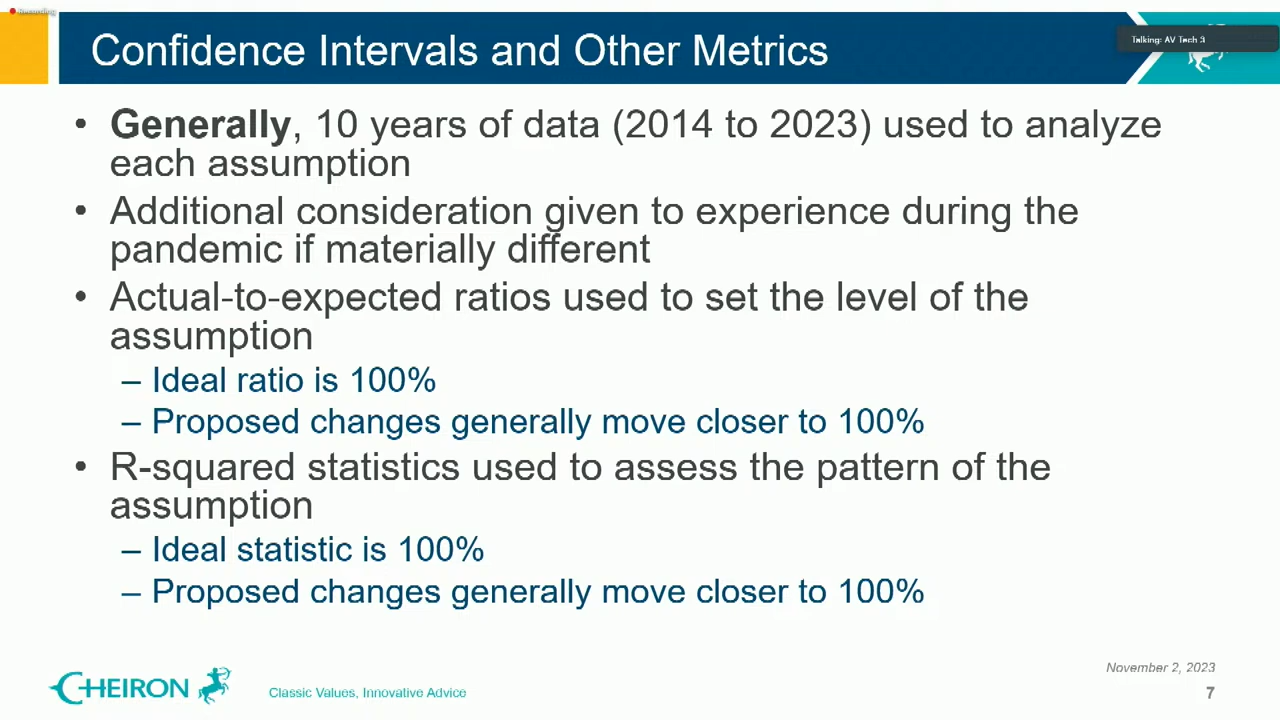 Recording
Talking: AV Tech 3
Confidence Intervals and Other Metrics
• Generally, 10 years of data (2014 to 2023) used to analyze
each assumption
• Additional consideration given to experience during the
pandemic if materially different
• Actual-to-expected ratios used to set the level of the
assumption
– Ideal ratio is 100%
– Proposed changes generally move closer to 100%
• R-squared statistics used to assess the pattern of the
assumption
– Ideal statistic is 100%
– Proposed changes generally move closer to 100%
November 2, 2023
CHEIRON
Classic Values, Innovative Advice
7